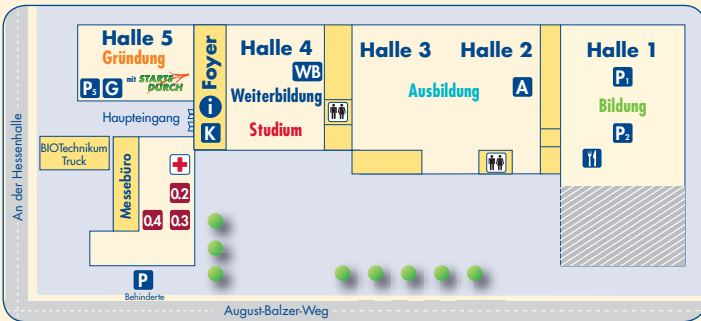 Halle 5
Gründung
P5 G mit STARTE DURCH
Foyer
i
K
Halle 4
WB
Weiterbildung
Studium
Halle 3
Halle 2
Ausbildung
A
Halle 1
P1
Bildung
P2
Haupteingang
BIOTechnikum
Truck
Messebüro
0.2
0.4 0.3
P
Behinderte
An der Hessenhalle
August-Balzer-Weg